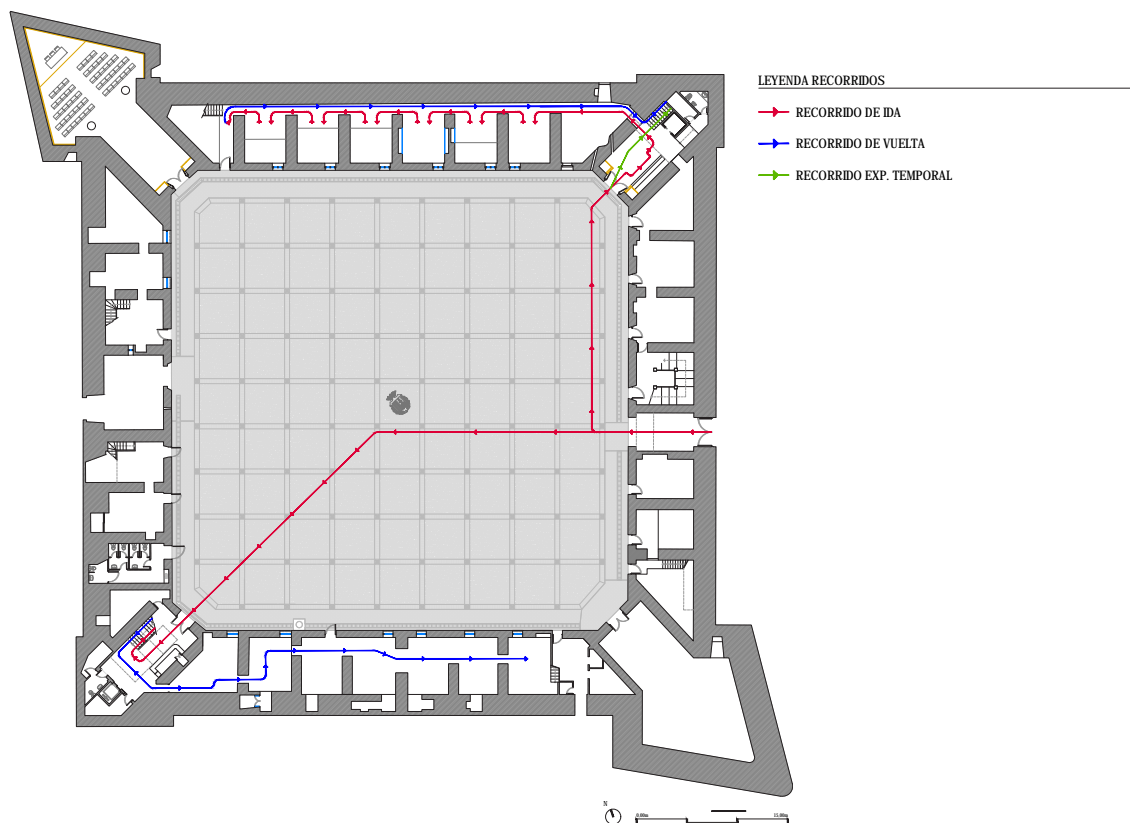 LEYENDA RECORRIDOS
RECORRIDO DE IDA
RECORRIDO DE VUELTA
RECORRIDO EXP. TEMPORAL
N
0.00m
15.00m